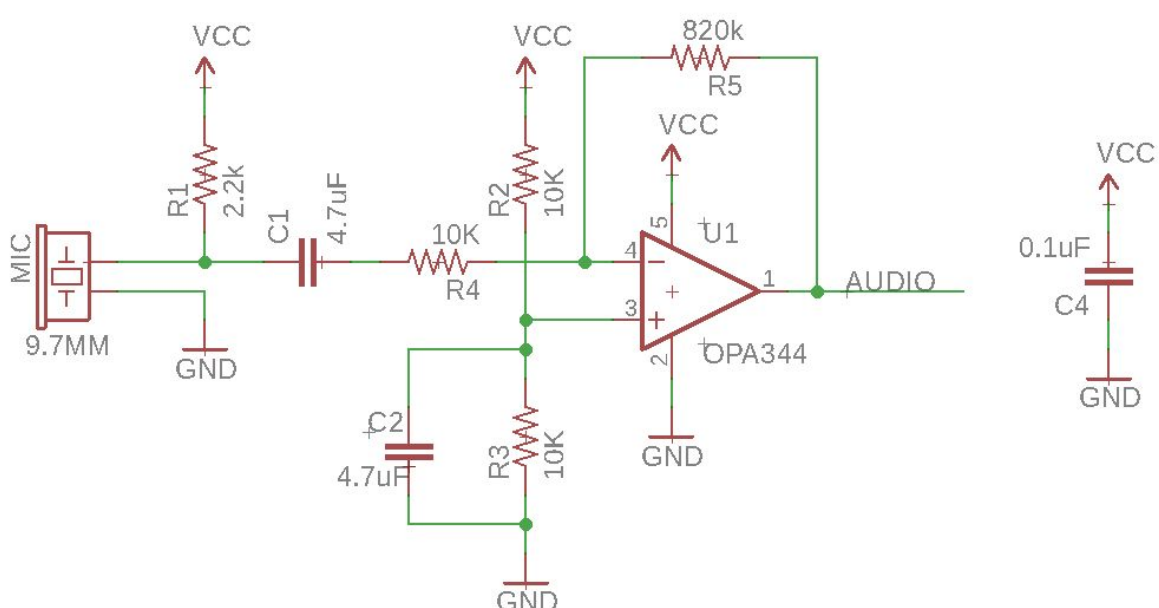 VCC
VCC
820k
R5
VCC
VCC
R1
2.2k
C1
4.7uF
R2
10K
5
U1
MIC
10K
R4
4
−
1
AUDIO
0.1uF
C4
3
+
9.7MM
GND
2
OPA344
GND
C2
4.7uF
R3
10K
GND
GND